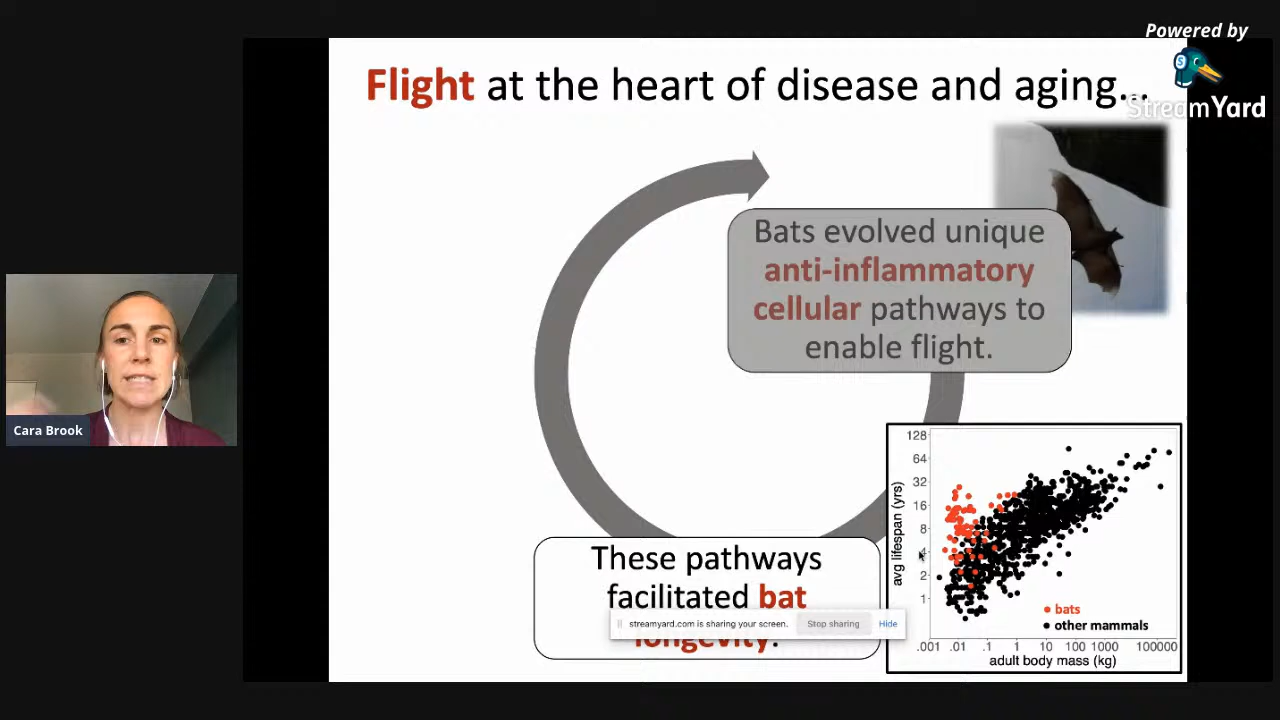 Powered by
StreamYard
Flight at the heart of disease and aging...
Bats evolved unique
anti-inflammatory
cellular pathways to
enable flight.
Cara Brook
These pathways
facilitated bat
longevity.
streamyard.com is sharing your screen.
Stop sharing
Hide
avg lifespan (yrs)
128
64
32
16
8
4
2
1
bats
other mammals
.001 .01 .1 1 10 100 1000 100000
adult body mass (kg)